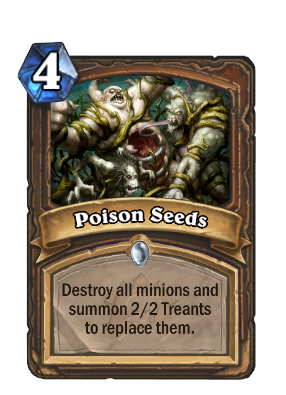 4
Poison Seeds
Destroy all minions and
summon 2/2 Treants
to replace them.